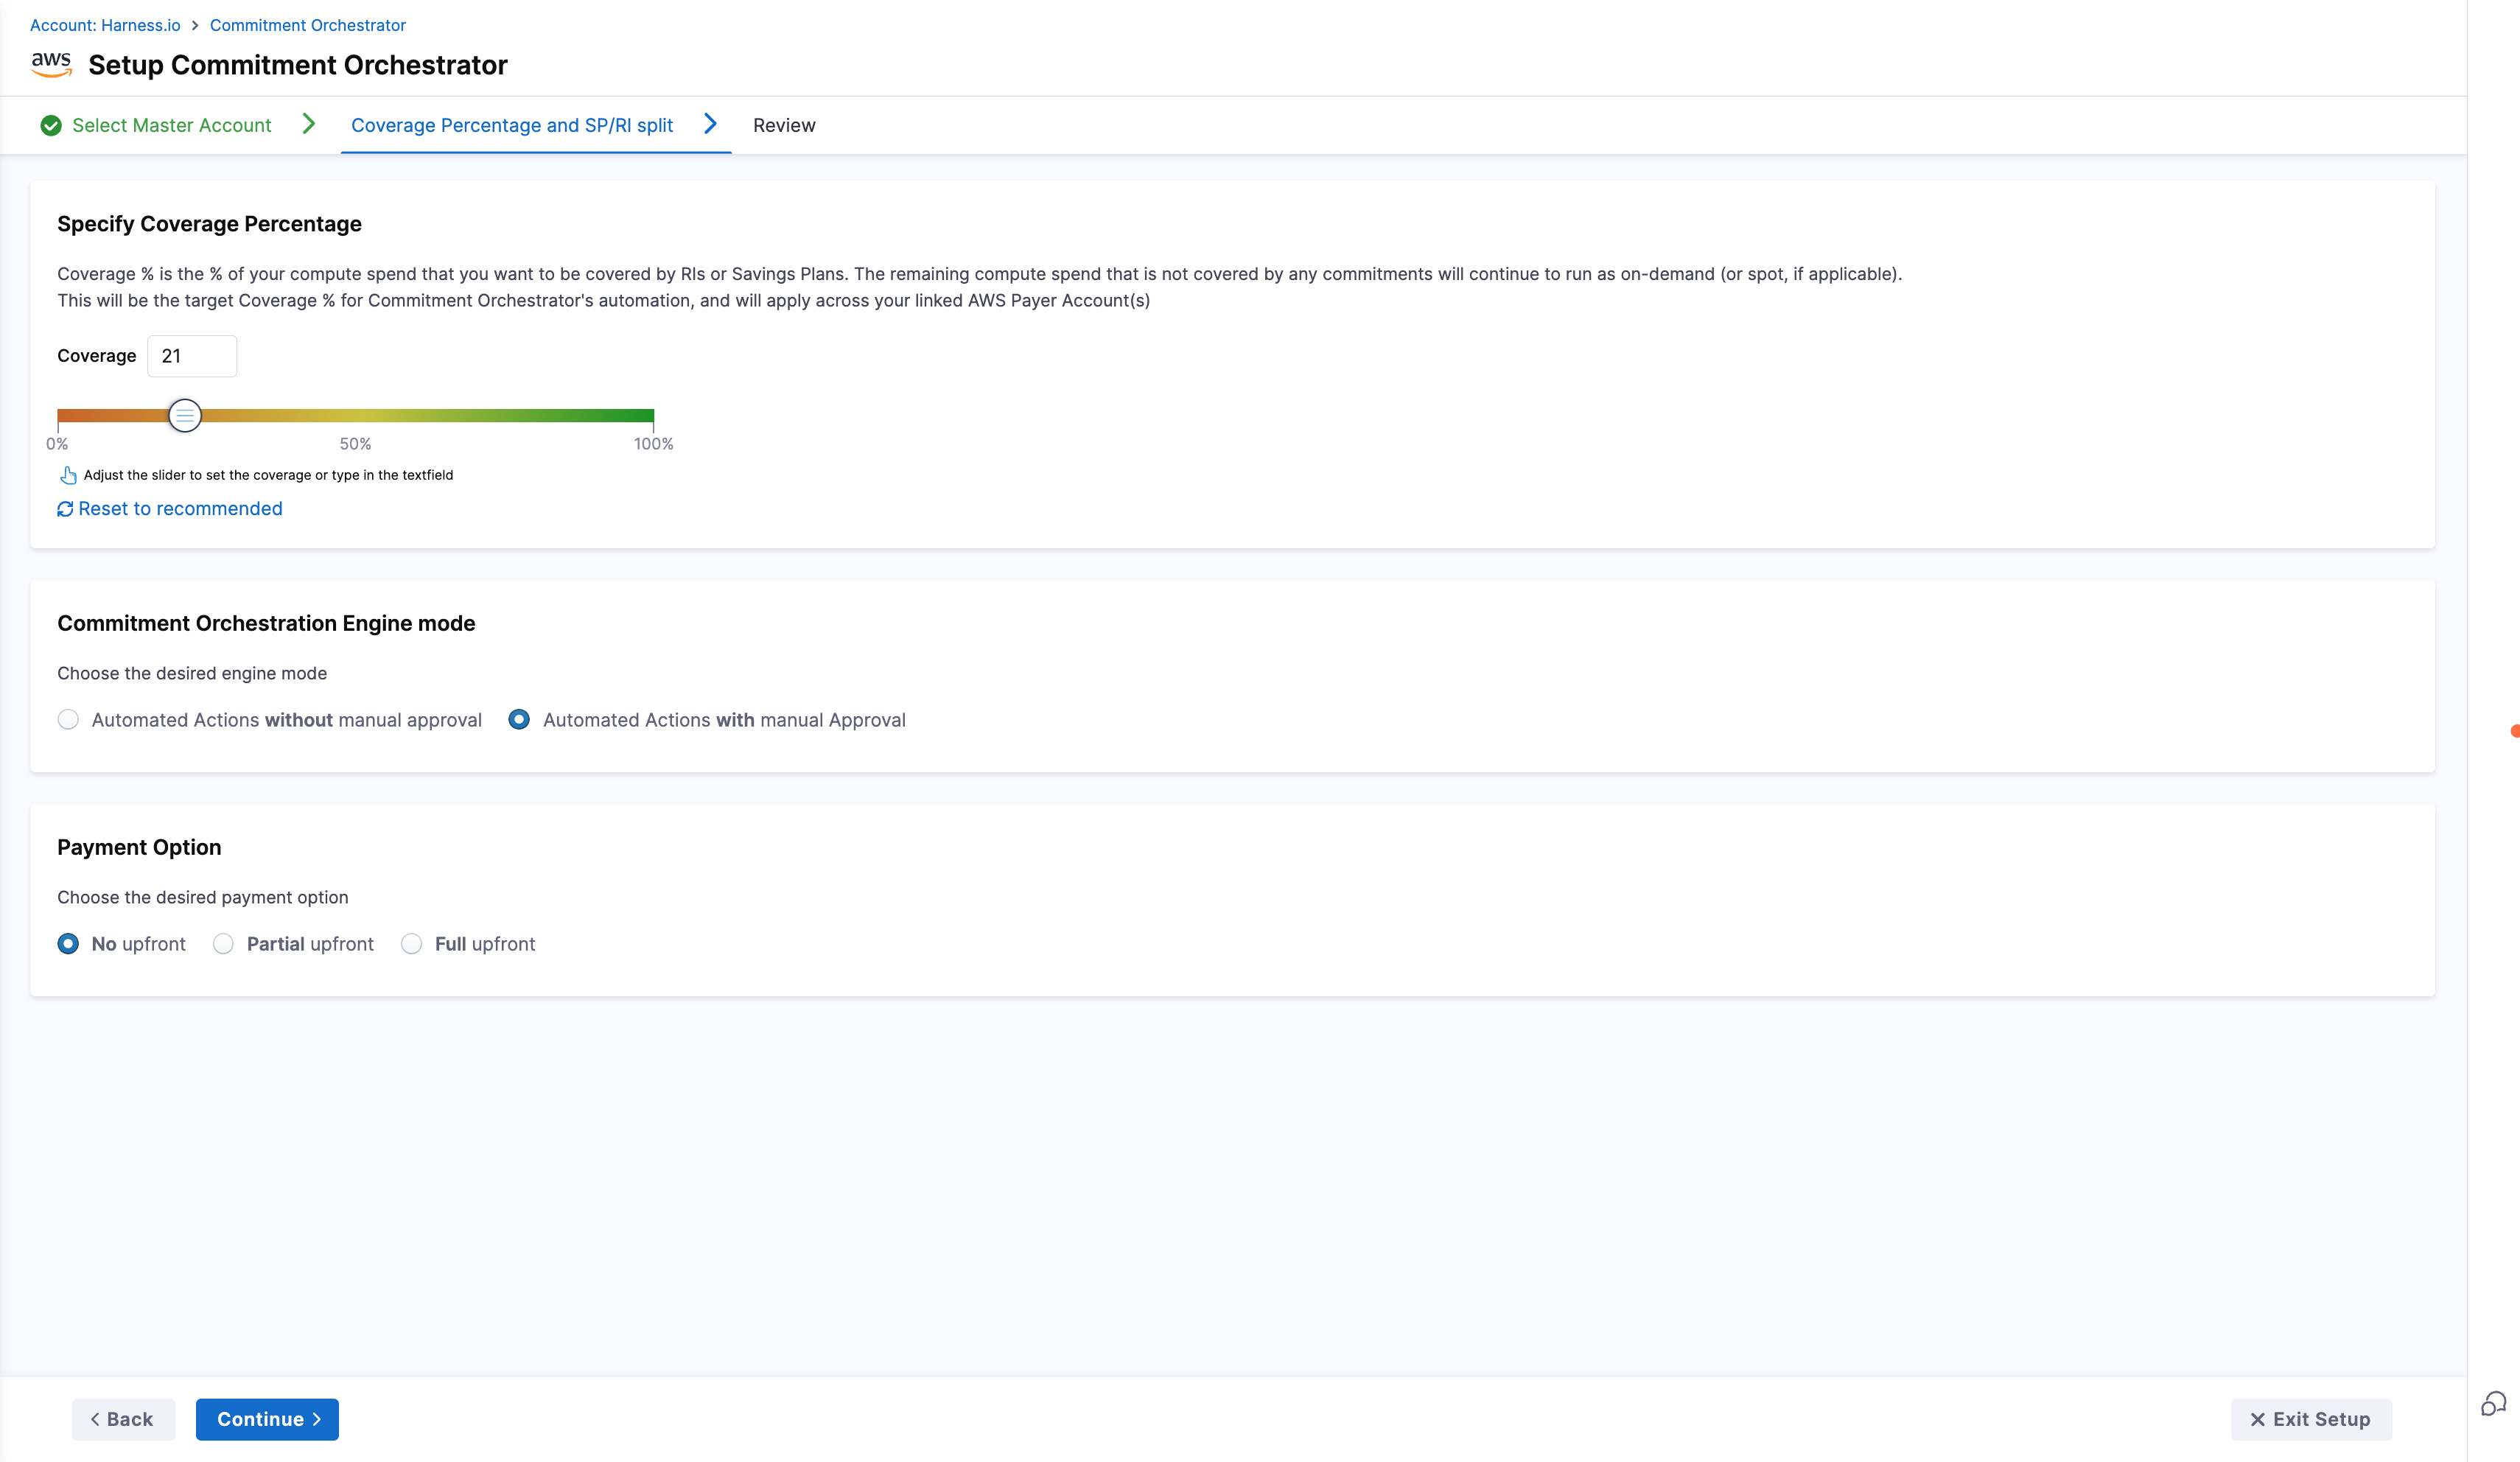 Account: Harness.io > Commitment Orchestrator
aws Setup Commitment Orchestrator
Select Master Account
Coverage Percentage and SP/RI split
Review
Specify Coverage Percentage
Coverage % is the % of your compute spend that you want to be covered by RIs or Savings Plans. The remaining compute spend that is not covered by any commitments will continue to run as on-demand (or spot, if applicable).
This will be the target Coverage % for Commitment Orchestrator's automation, and will apply across your linked AWS Payer Account(s)
Coverage 21
0% 50% 100%
Adjust the slider to set the coverage or type in the textfield
Reset to recommended
Commitment Orchestration Engine mode
Choose the desired engine mode
Automated Actions without manual approval
Automated Actions with manual Approval
Payment Option
Choose the desired payment option
No upfront
Partial upfront
Full upfront
Back
Continue
Exit Setup